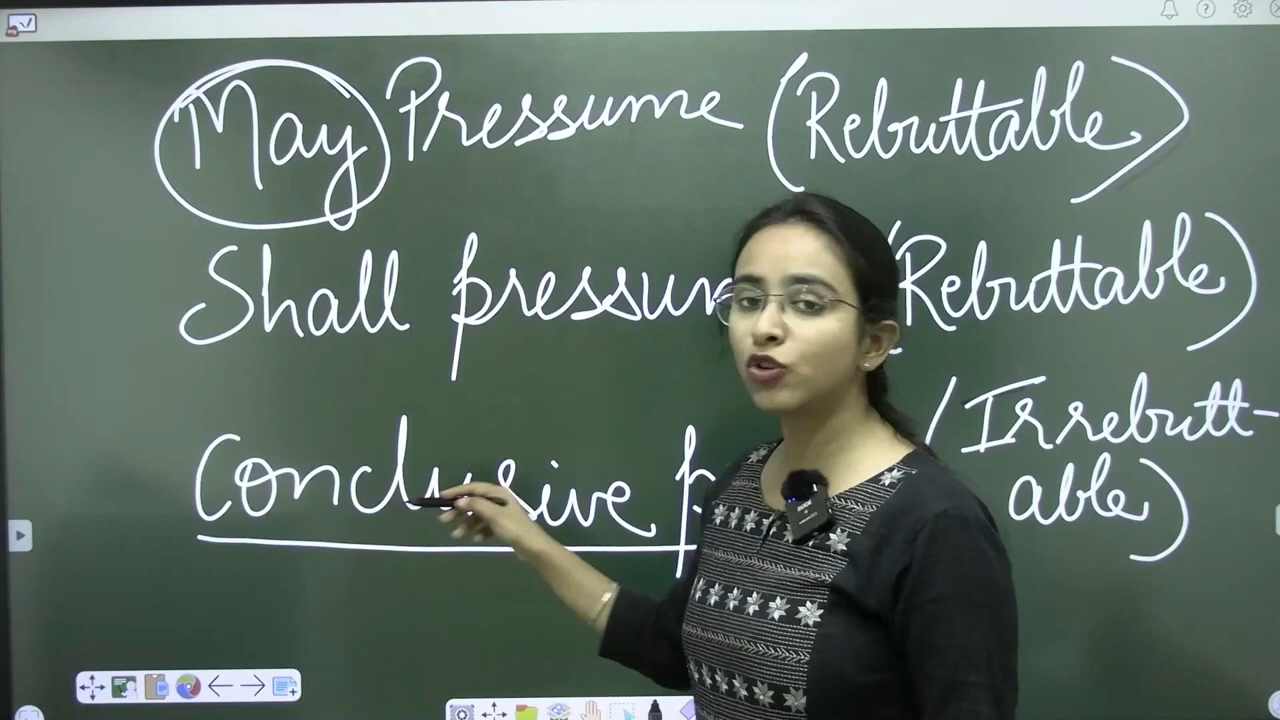 May Pressume (Rebuttable)
Shall pressum (Rebuttable)
Conclusive p (Irrebutt-
able)